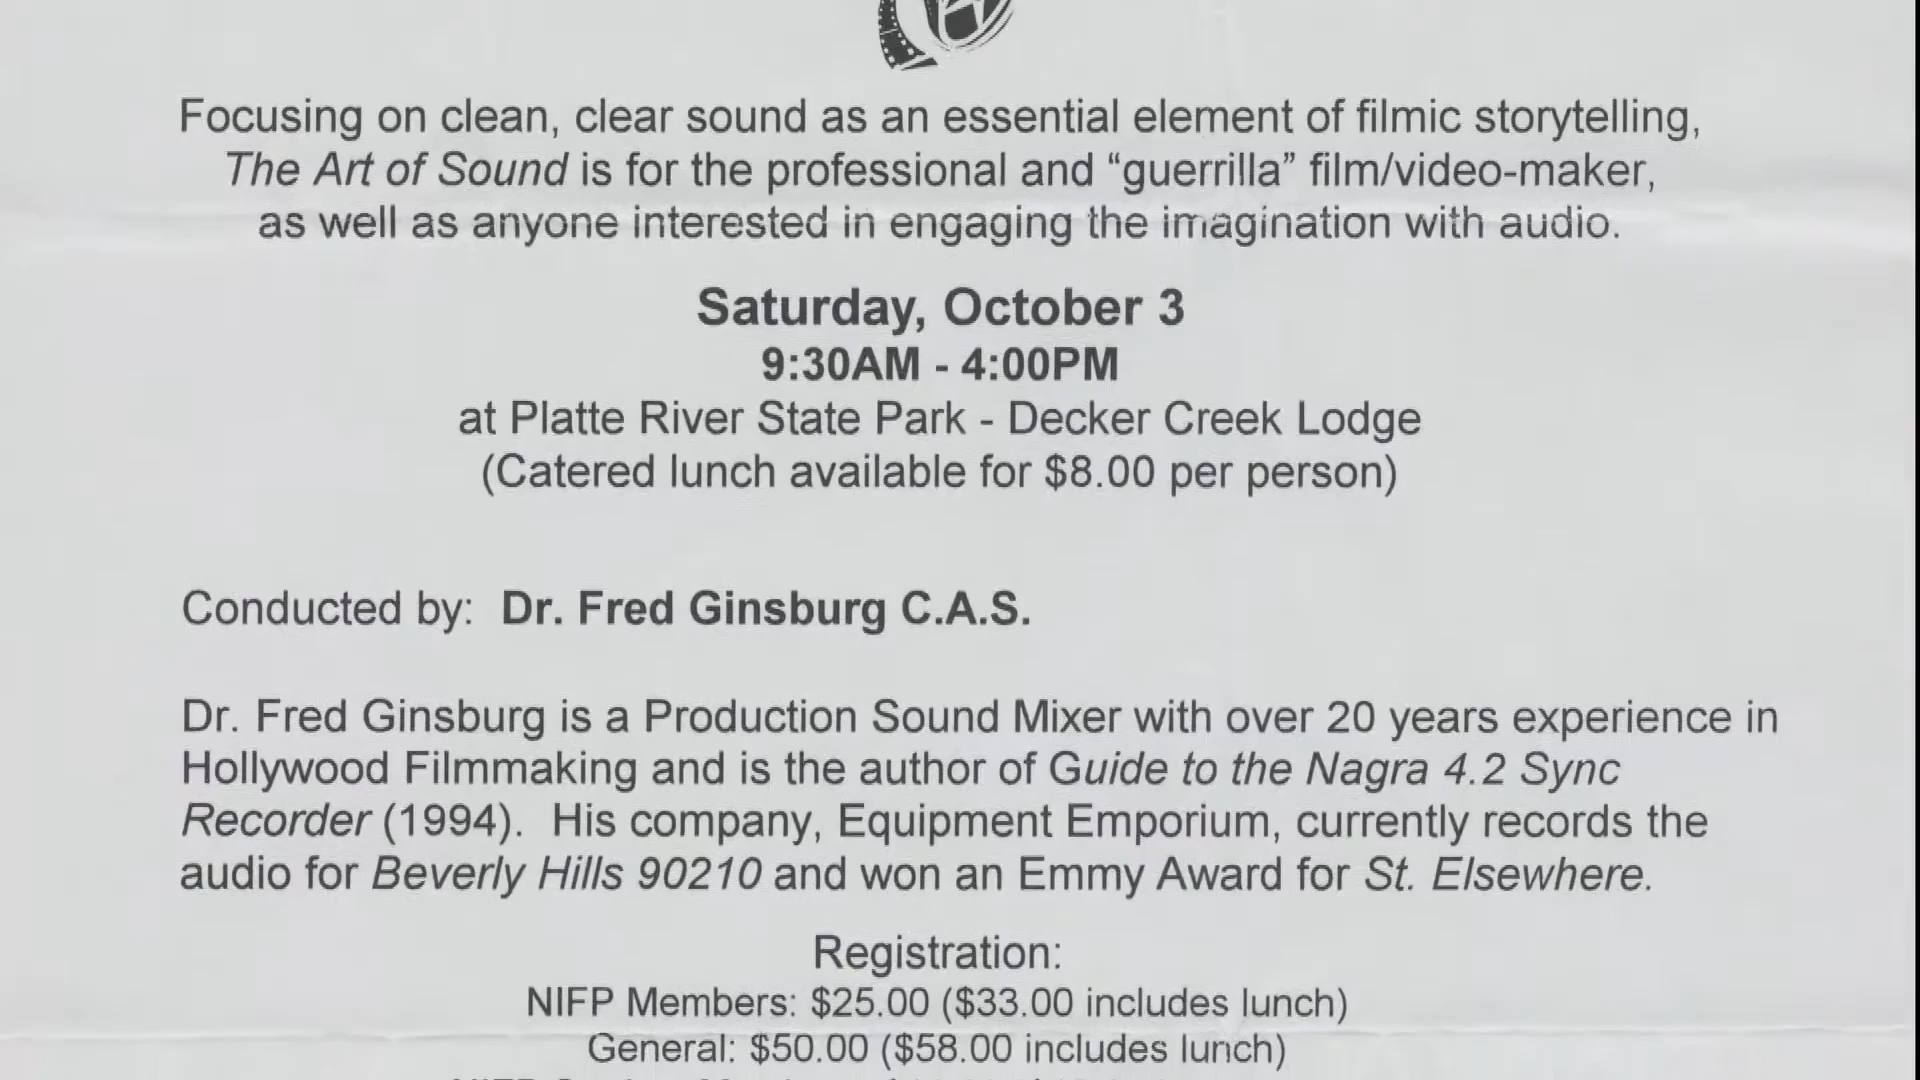 Focusing on clean, clear sound as an essential element of filmic storytelling,
The Art of Sound is for the professional and “guerrilla” film/video-maker,
as well as anyone interested in engaging the imagination with audio.
Saturday, October 3
9:30AM - 4:00PM
at Platte River State Park - Decker Creek Lodge
(Catered lunch available for $8.00 per person)
Conducted by: Dr. Fred Ginsburg C.A.S.
Dr. Fred Ginsburg is a Production Sound Mixer with over 20 years experience in
Hollywood Filmmaking and is the author of Guide to the Nagra 4.2 Sync
Recorder (1994). His company, Equipment Emporium, currently records the
audio for Beverly Hills 90210 and won an Emmy Award for St. Elsewhere.
Registration:
NIFP Members: $25.00 ($33.00 includes lunch)
General: $50.00 ($58.00 includes lunch)